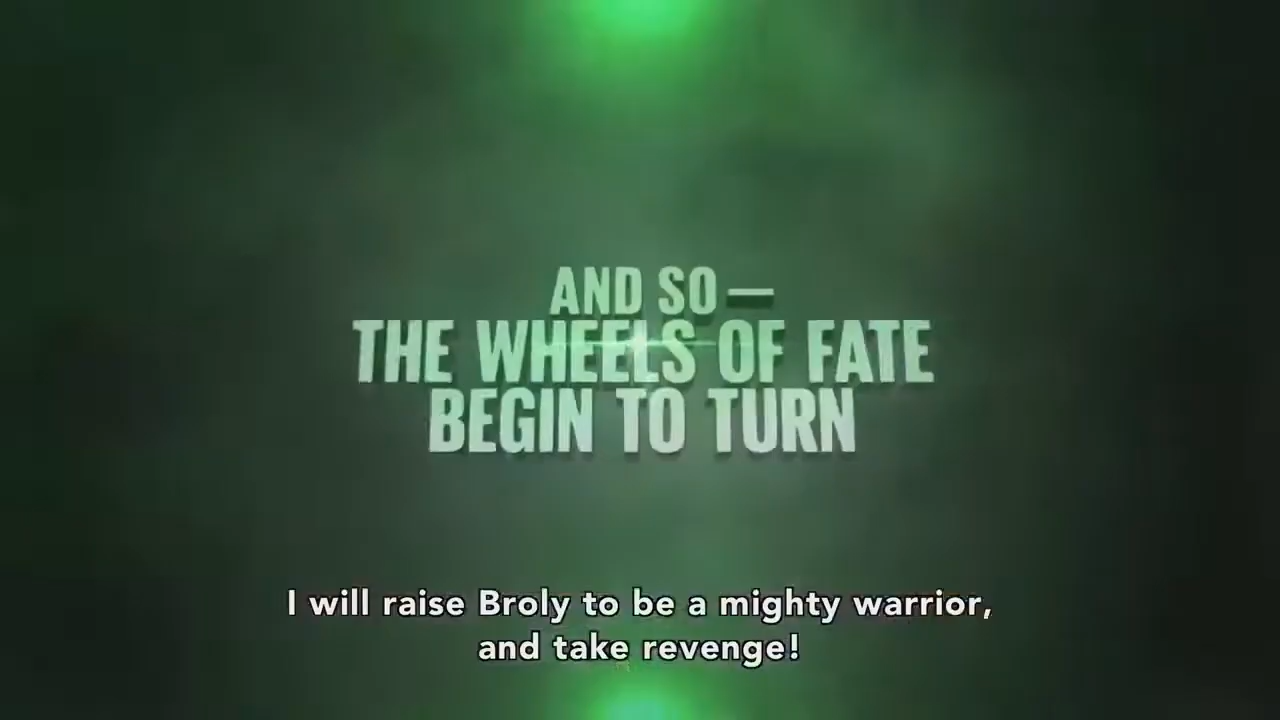 AND SO —
THE WHEELS OF FATE
BEGIN TO TURN
I will raise Broly to be a mighty warrior,
and take revenge!